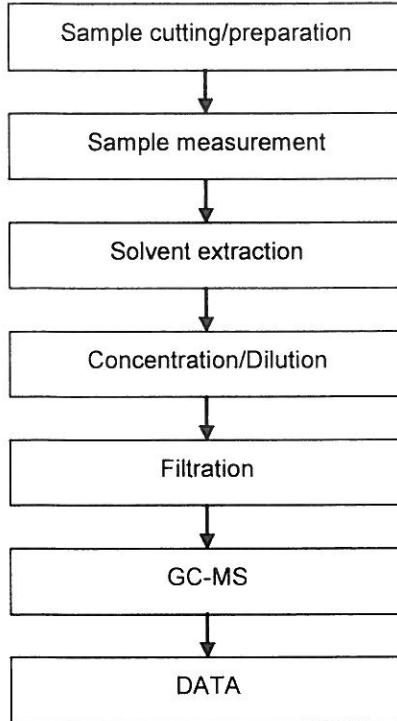 Sample cutting/preparation
Sample measurement
Solvent extraction
Concentration/Dilution
Filtration
GC-MS
DATA